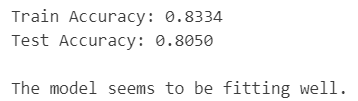 Train Accuracy: 0.8334
Test Accuracy: 0.8050
The model seems to be fitting well.